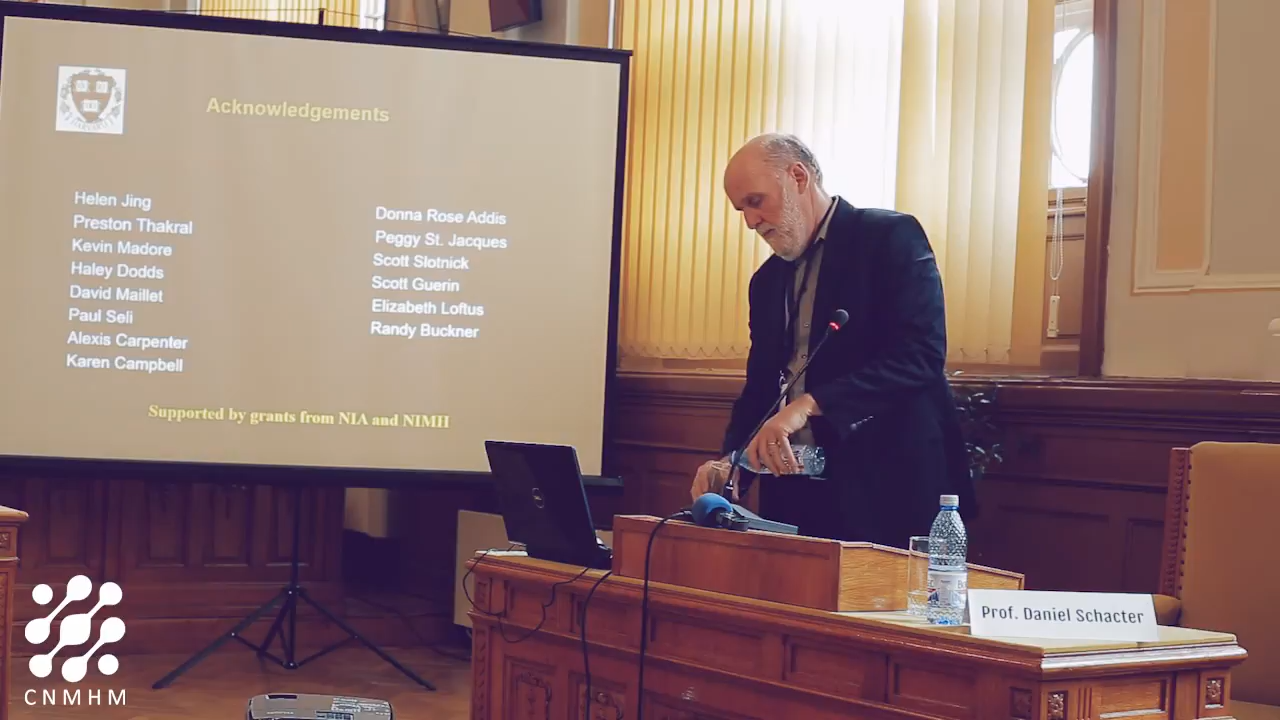 Acknowledgements
Helen Jing
Preston Thakral
Kevin Madore
Haley Dodds
David Maillet
Paul Seli
Alexis Carpenter
Karen Campbell
Donna Rose Addis
Peggy St. Jacques
Scott Slotnick
Scott Guerin
Elizabeth Loftus
Randy Buckner
Supported by grants from NIA and NIMH
Prof. Daniel Schacter
CNMHM